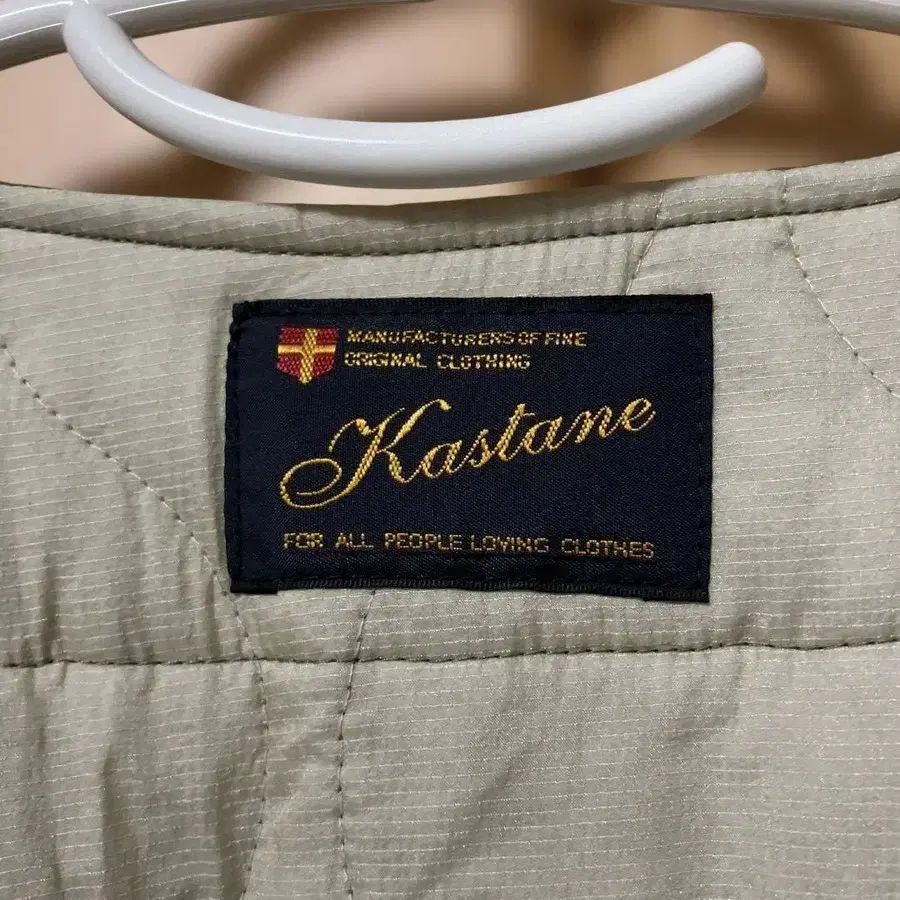 MANUFACTURERS OF FINE
ORIGINAL CLOTHING
Kastane
FOR ALL PEOPLE LOVING CLOTHES